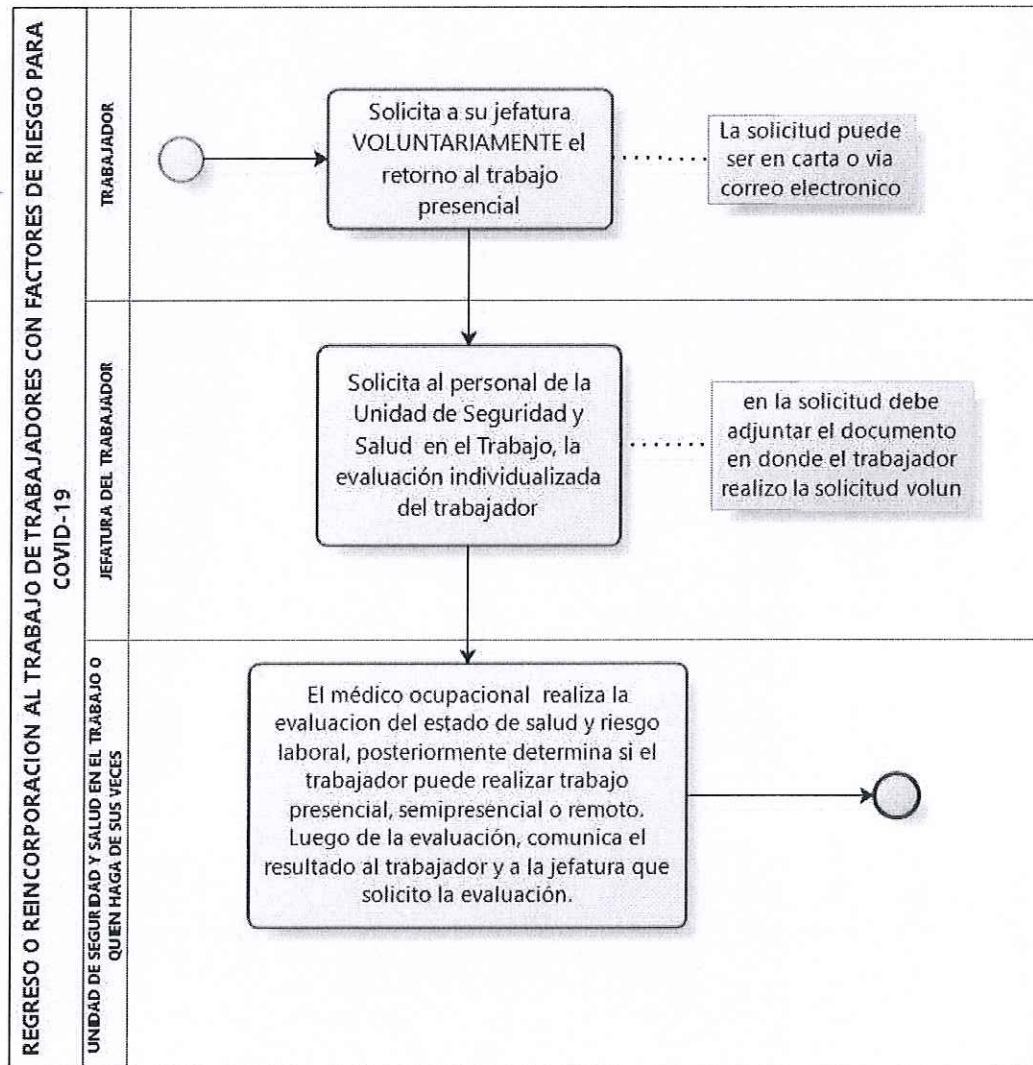 REGRESO O REINCORPORACION AL TRABAJO DE TRABAJADORES CON FACTORES DE RIESGO PARA
COVID-19
TRABAJADOR
Solicita a su jefatura
VOLUNTARIAMENTE el
retorno al trabajo
presencial
La solicitud puede
ser en carta o via
correo electronico
JEFATURA DEL TRABAJADOR
Solicita al personal de la
Unidad de Seguridad y
Salud en el Trabajo, la
evaluación individualizada
del trabajador
en la solicitud debe
adjuntar el documento
en donde el trabajador
realizo la solicitud volun
UNIDAD DE SEGURIDAD Y SALUD EN EL TRABAJO O
QUIEN HAGA DE SUS VECES
El médico ocupacional realiza la
evaluacion del estado de salud y riesgo
laboral, posteriormente determina si el
trabajador puede realizar trabajo
presencial, semipresencial o remoto.
Luego de la evaluación, comunica el
resultado al trabajador y a la jefatura que
solicito la evaluación.